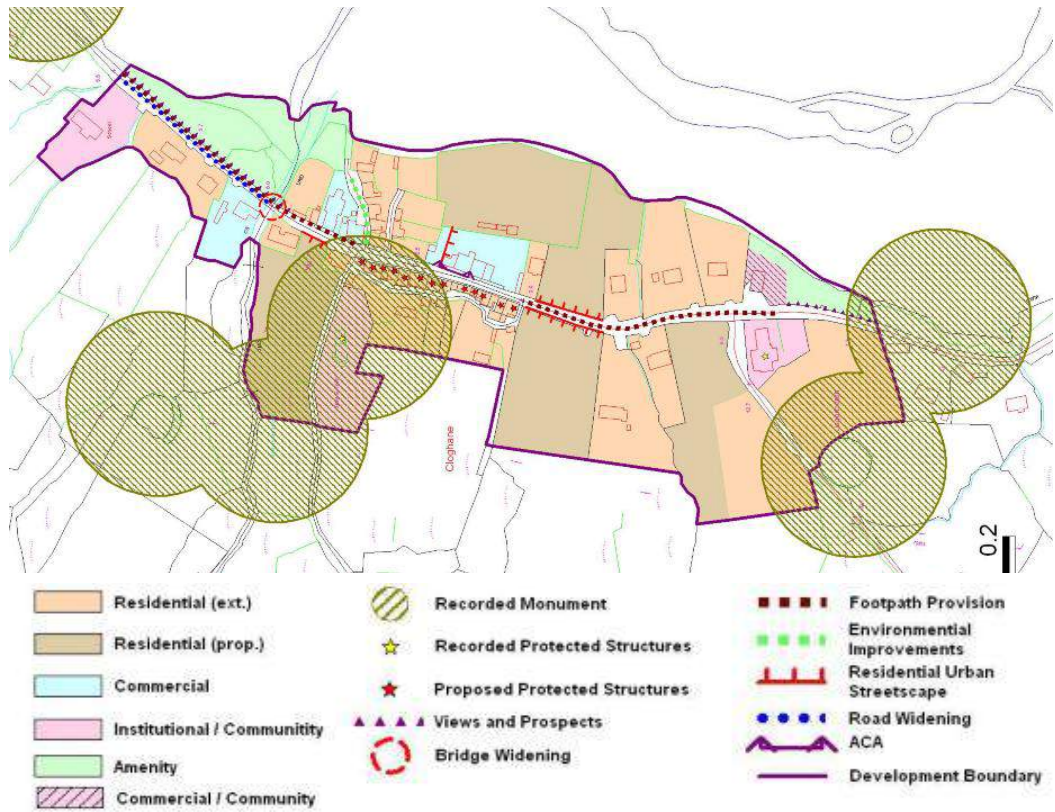 Cloghane
0.2
Residential (ext.)
Residential (prop.)
Commercial
Institutional / Communitity
Amenity
Commercial / Community
Recorded Monument
Recorded Protected Structures
Proposed Protected Structures
Views and Prospects
Bridge Widening
Footpath Provision
Environmental
Improvements
Residential Urban
Streetscape
Road Widening
ACA
Development Boundary